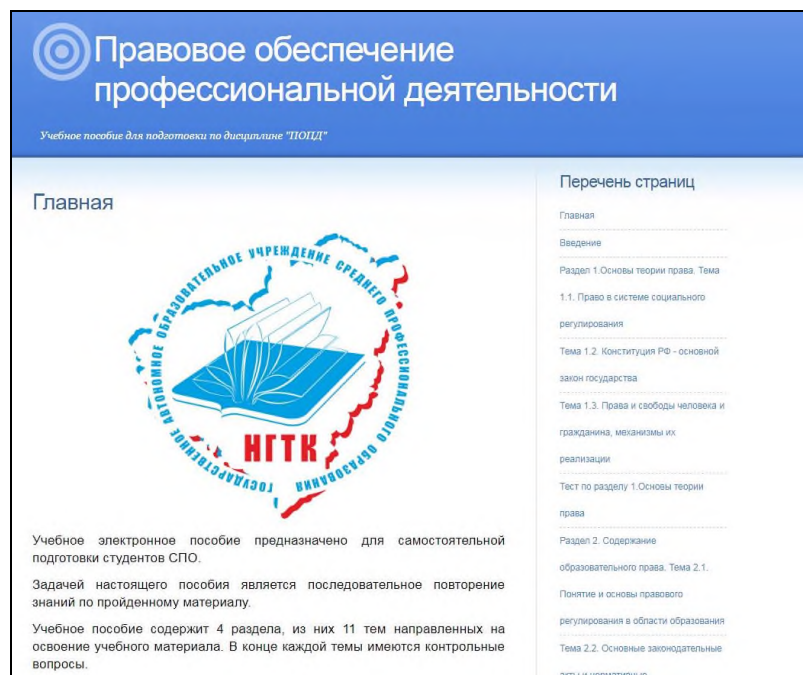 Правовое обеспечение
профессиональной деятельности
Учебное пособие для подготовки по дисциплине "ПОПД"
Главная
ГОСУДАРСТВЕННОЕ АВТОНОМНОЕ ОБРАЗОВАТЕЛЬНОЕ УЧРЕЖДЕНИЕ СРЕДНЕГО ПРОФЕССИОНАЛЬНОГО ОБРАЗОВАНИЯ
НГТК
Учебное электронное пособие предназначено для самостоятельной
подготовки студентов СПО.
Задачей настоящего пособия является последовательное повторение
знаний по пройденному материалу.
Учебное пособие содержит 4 раздела, из них 11 тем направленных на
освоение учебного материала. В конце каждой темы имеются контрольные
вопросы.
Перечень страниц
Главная
Введение
Раздел 1.Основы теории права. Тема
1.1. Право в системе социального
регулирования
Тема 1.2. Конституция РФ - основной
закон государства
Тема 1.3. Права и свободы человека и
гражданина, механизмы их
реализации
Тест по разделу 1.Основы теории
права
Раздел 2. Содержание
образовательного права. Тема 2.1.
Понятие и основы правового
регулирования в области образования
Тема 2.2. Основные законодательные
акты и нормативные